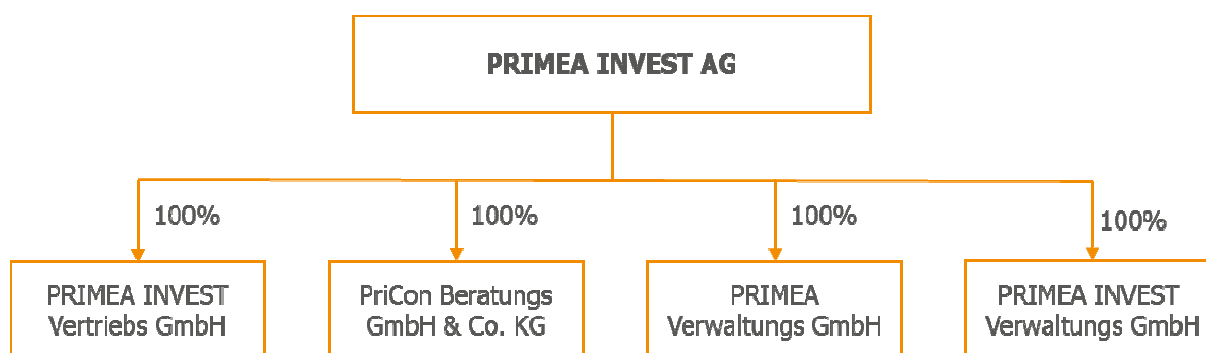 PRIMEA INVEST AG
100%
100%
100%
100%
PRIMEA INVEST
Vertriebs GmbH
PriCon Beratungs
GmbH & Co. KG
PRIMEA
Verwaltungs GmbH
PRIMEA INVEST
Verwaltungs GmbH